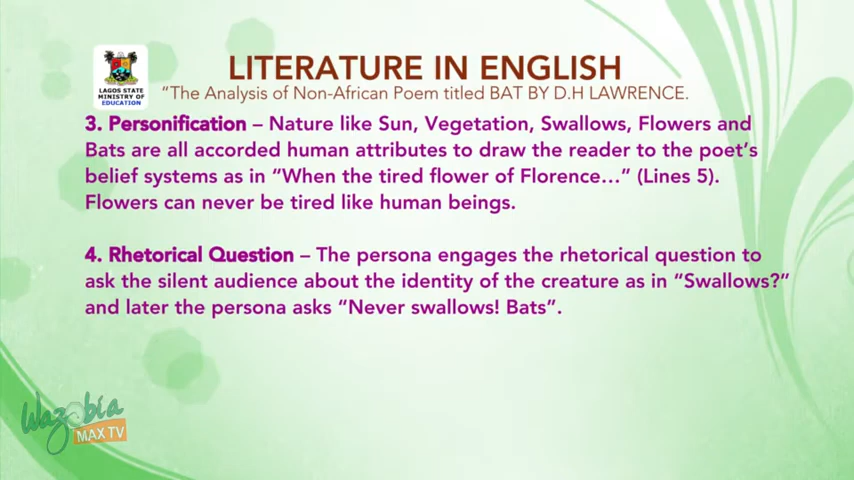 LITERATURE IN ENGLISH
LAGOS STATE
MINISTRY OF
EDUCATION
“The Analysis of Non-African Poem titled BAT BY D.H LAWRENCE.
3. Personification – Nature like Sun, Vegetation, Swallows, Flowers and
Bats are all accorded human attributes to draw the reader to the poet’s
belief systems as in “When the tired flower of Florence...” (Lines 5).
Flowers can never be tired like human beings.
4. Rhetorical Question – The persona engages the rhetorical question to
ask the silent audience about the identity of the creature as in “Swallows?”
and later the persona asks “Never swallows! Bats”.
Wazobia
MAX TV